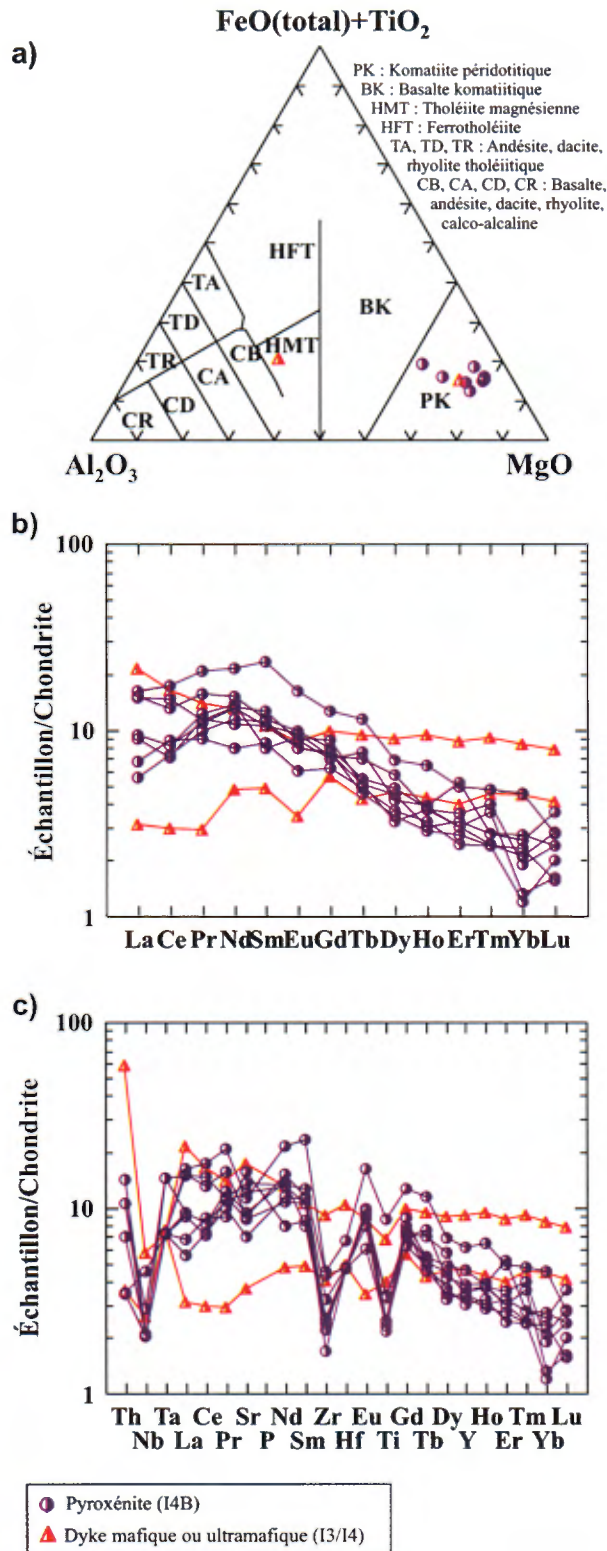 FeO(total)+TiO2
a)
PK : Komatiite péridotitique
BK : Basalte komatiitique
HMT : Tholéiite magnésienne
HFT : Ferrotholéiite
TA, TD, TR : Andésite, dacite,
rhyolite tholéiitique
CB, CA, CD, CR : Basalte,
andésite, dacite, rhyolite,
calco-alcaline
HFT
TA
BK
TD
HMT
CB
TR
CA
PK
CD
CR
Al2O3
MgO
b)
100
10
1
Échantillon/Chondrite
La Ce Pr Nd Sm Eu Gd Tb Dy Ho Er Tm Yb Lu
c)
100
10
1
Échantillon/Chondrite
Th Ta Ce Sr Nd Zr Eu Gd Dy Ho Tm Lu
Nb La Pr P Sm Hf Ti Tb Y Er Yb
Pyroxénite (I4B)
Dyke mafique ou ultramafique (I3/I4)